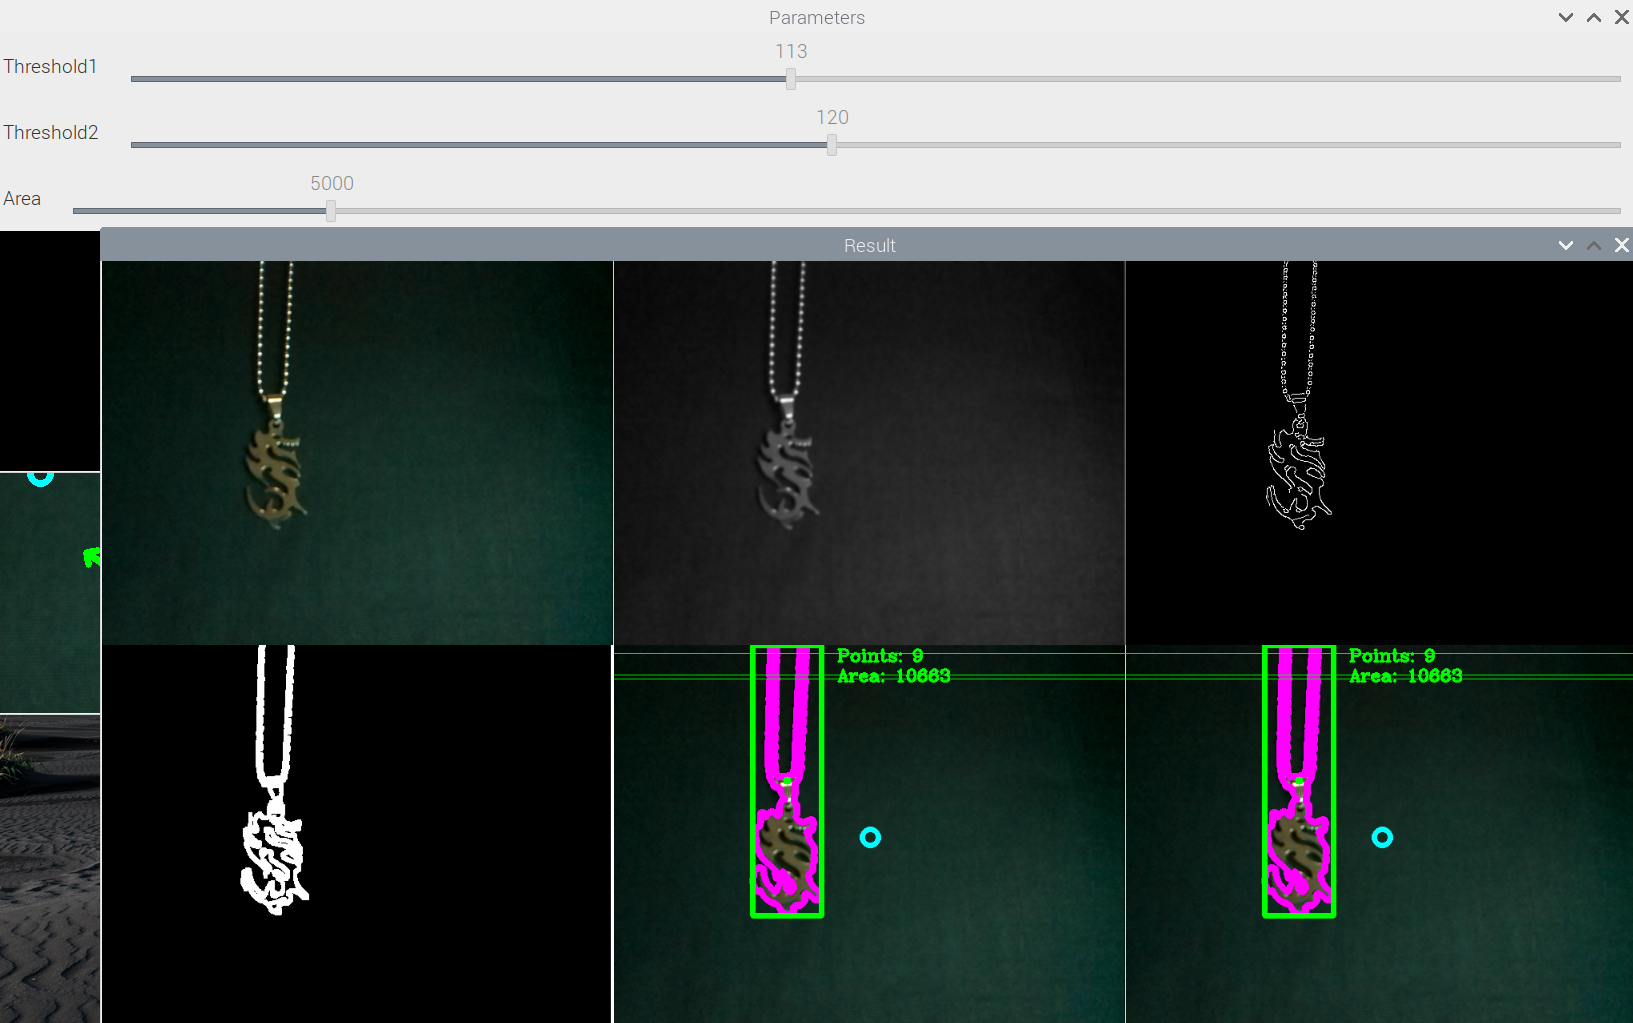 Parameters
113
Threshold1
120
Threshold2
5000
Area
Result
Points: 9
Area: 10663
Points: 9
Area: 10663